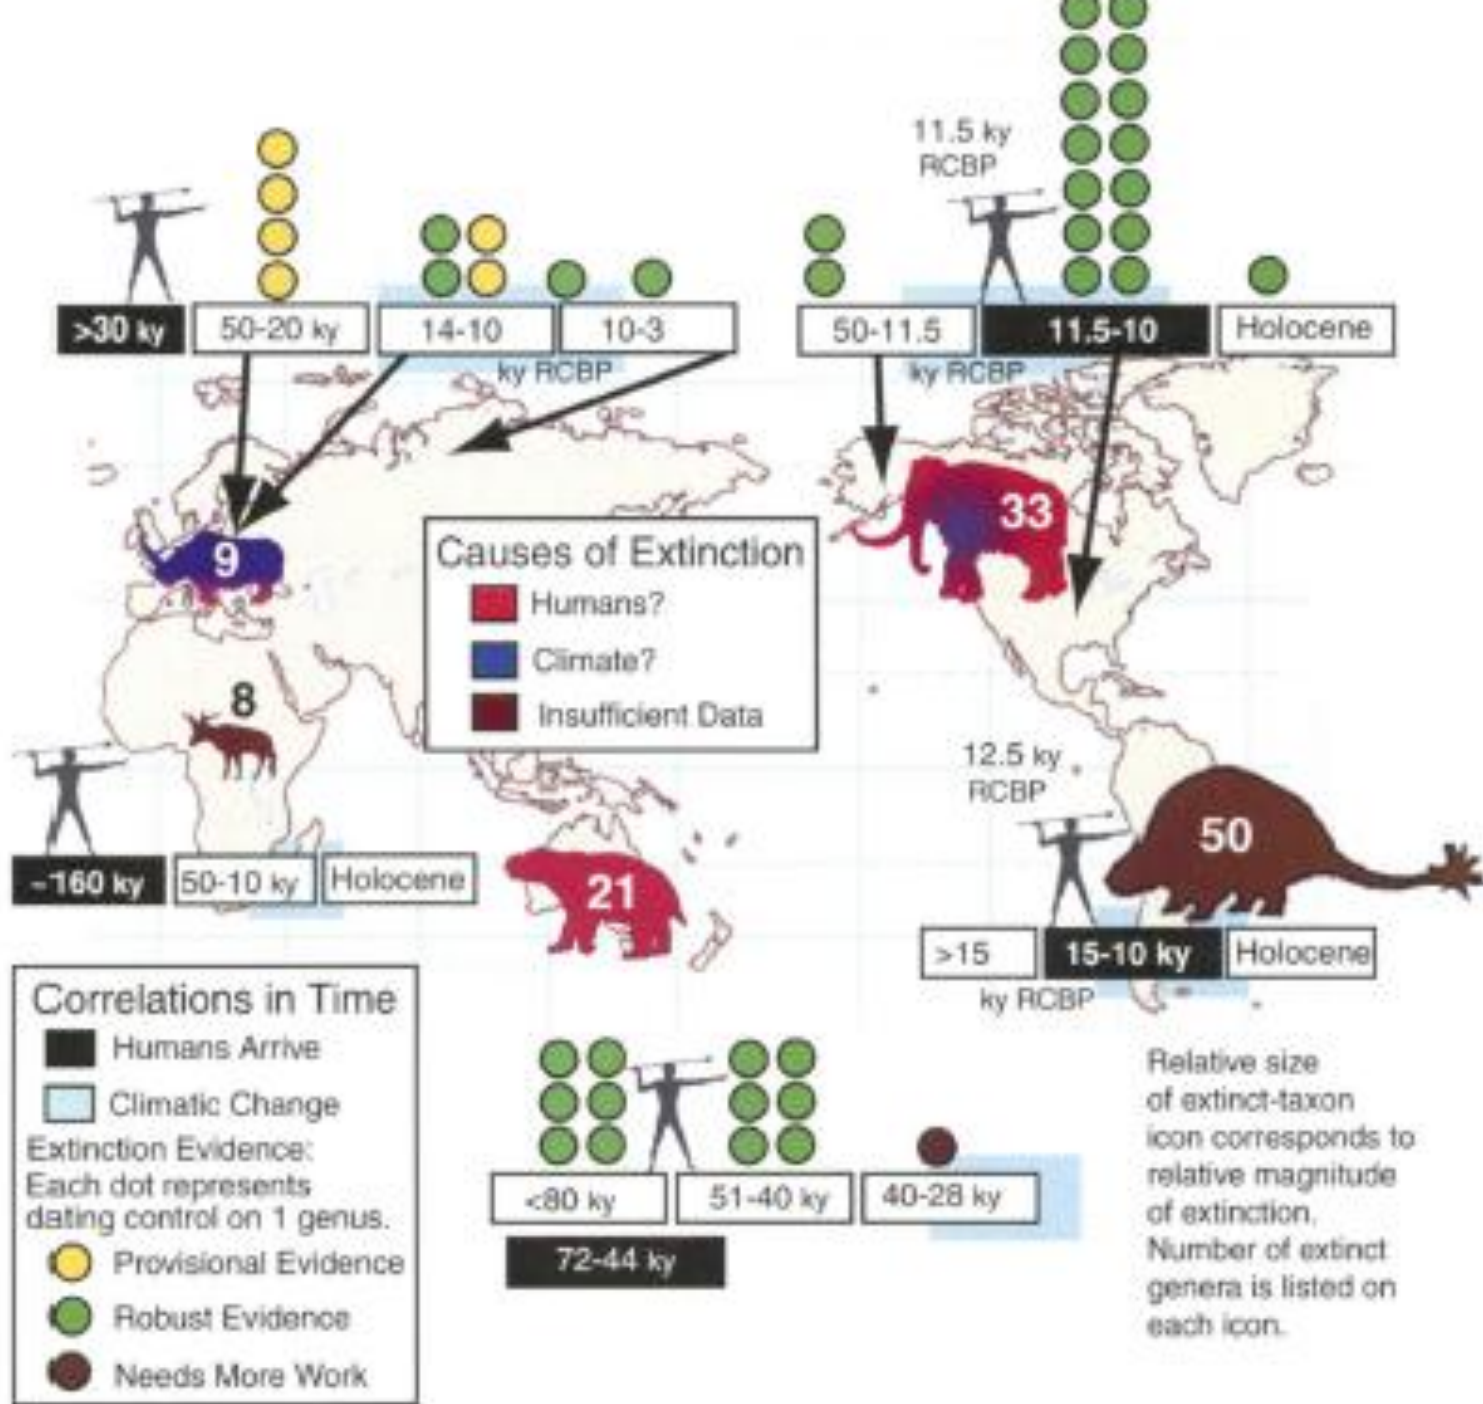 11.5 ky
RCBP
>30 ky
50-20 ky
14-10
10-3
ky RCBP
50-11.5
11.5-10
Holocene
ky RCBP
33
9
Causes of Extinction
Humans?
Climate?
Insufficient Data
8
12.5 ky
RCBP
50
~160 ky
50-10 ky
Holocene
21
>15
15-10 ky
Holocene
ky RCBP
Correlations in Time
Humans Arrive
Climatic Change
Extinction Evidence:
Each dot represents
dating control on 1 genus.
Provisional Evidence
Robust Evidence
Needs More Work
<80 ky
51-40 ky
40-28 ky
72-44 ky
Relative size
of extinct-taxon
icon corresponds to
relative magnitude
of extinction.
Number of extinct
genera is listed on
each icon.